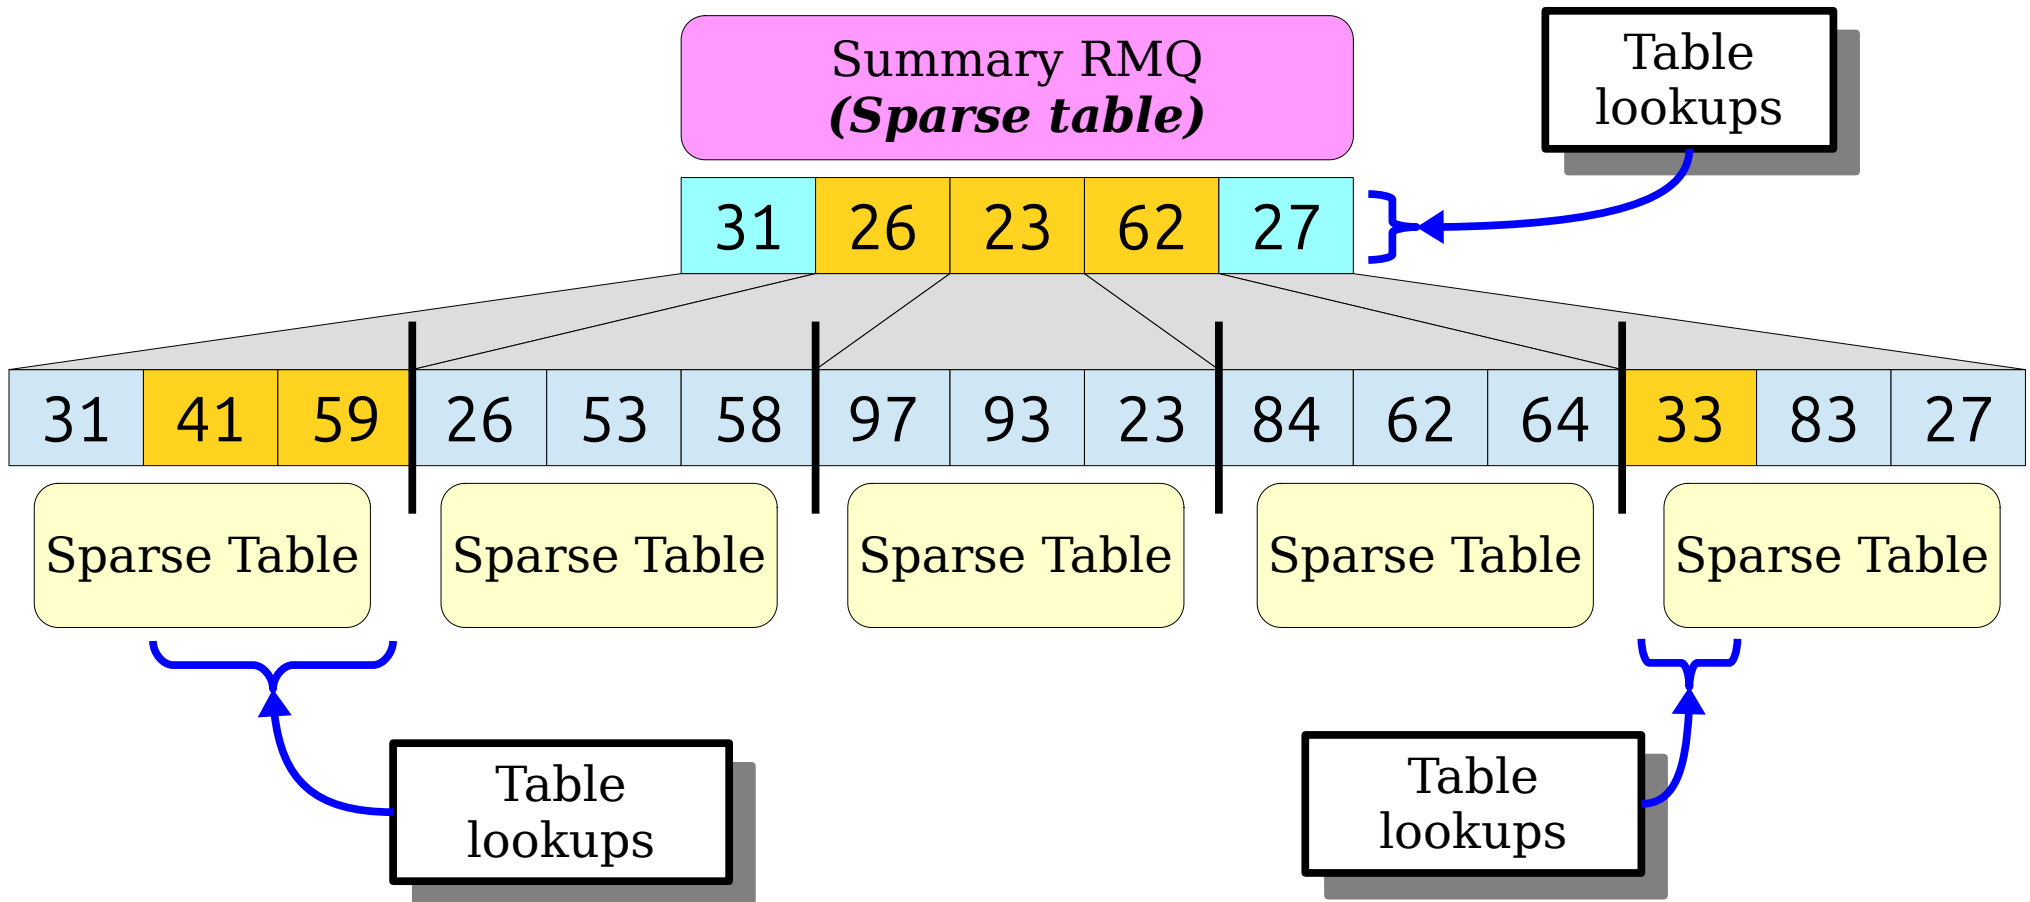 Summary RMQ
(Sparse table)
Table
lookups
31 26 23 62 27
31 41 59 26 53 58 97 93 23 84 62 64 33 83 27
Sparse Table Sparse Table Sparse Table Sparse Table Sparse Table
Table
lookups
Table
lookups